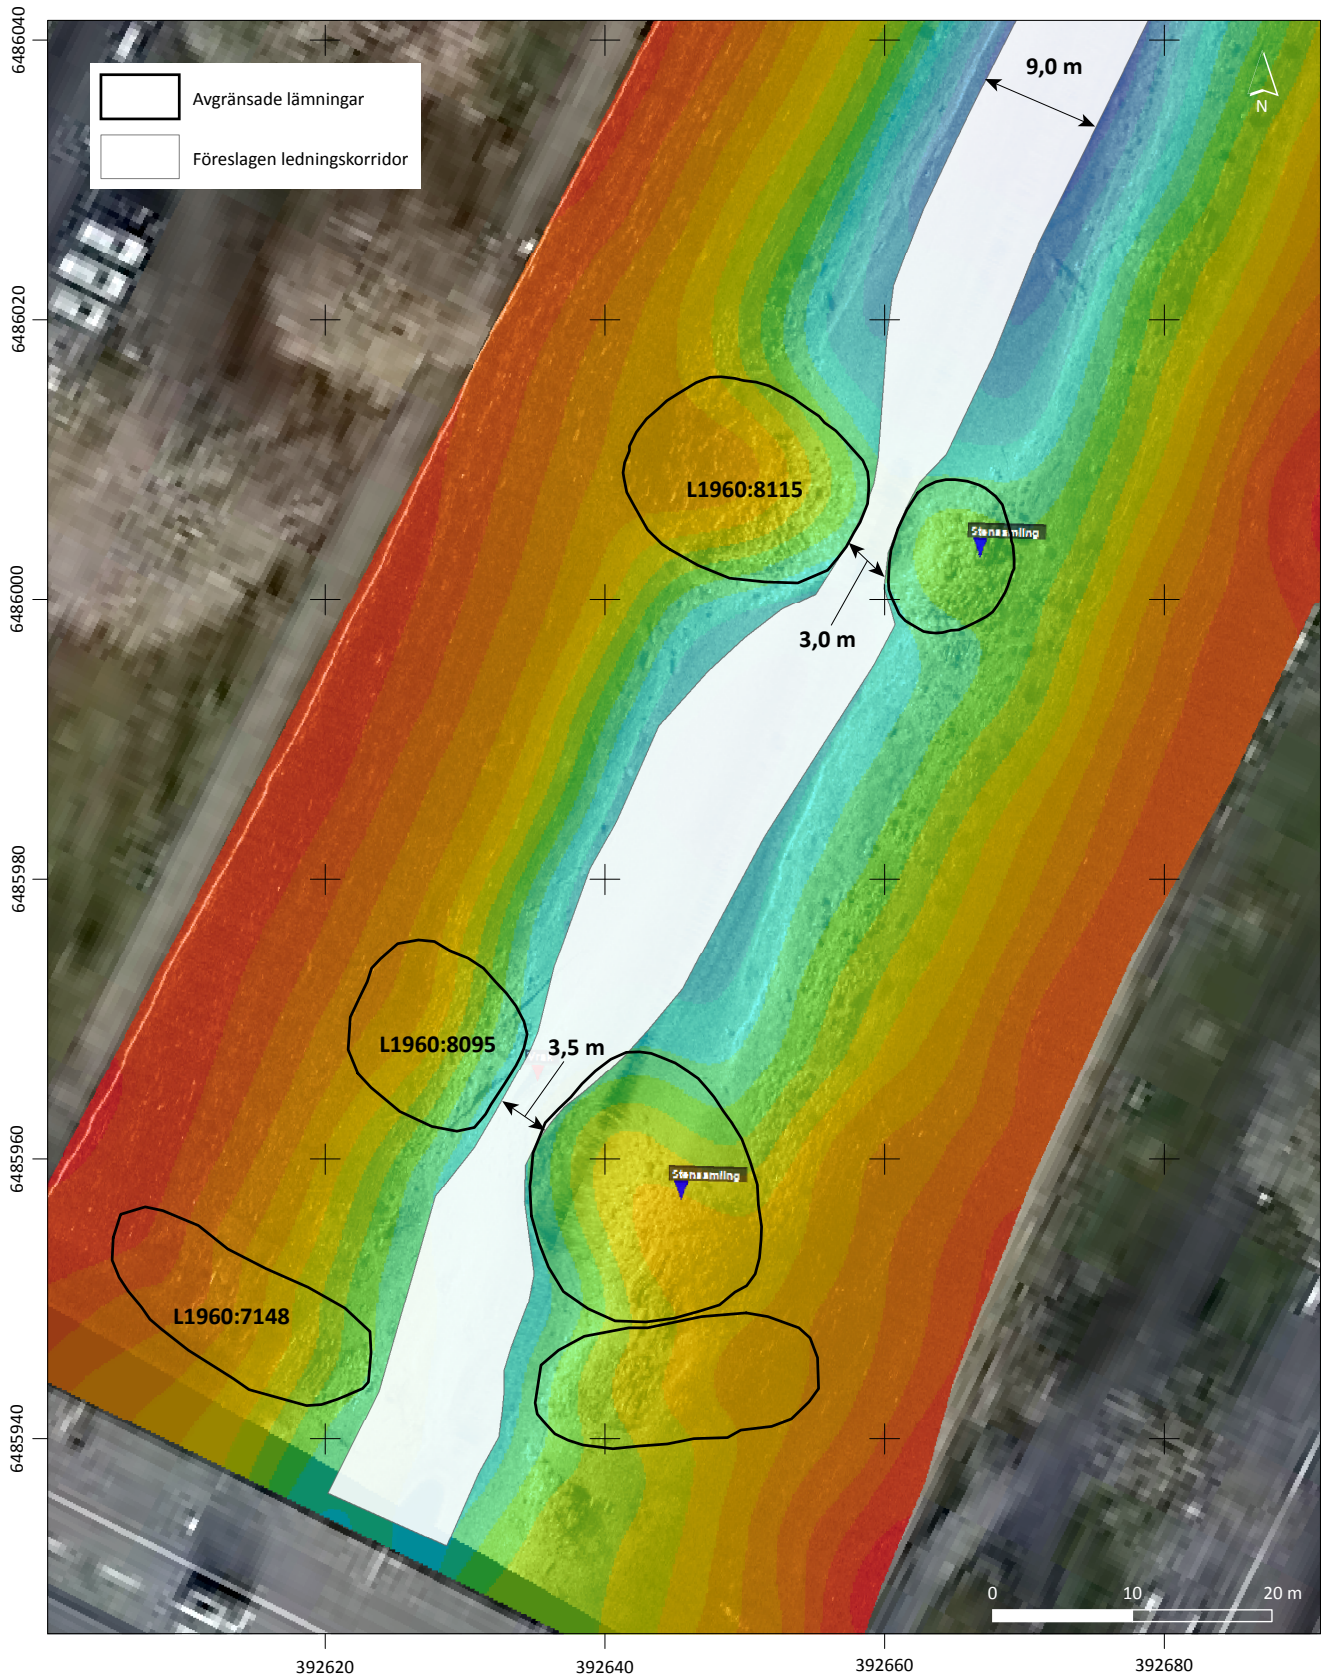 6486040
9,0 m
Avgränsade lämningar
N
Föreslagen ledningskorridor
6486020
L1960:8115
Stensamling
6486000
3,0 m
6485980
L1960:8095
3,5 m
6485960
Stensamling
L1960:7148
6485940
0 10 20 m
392620 392640 392660 392680